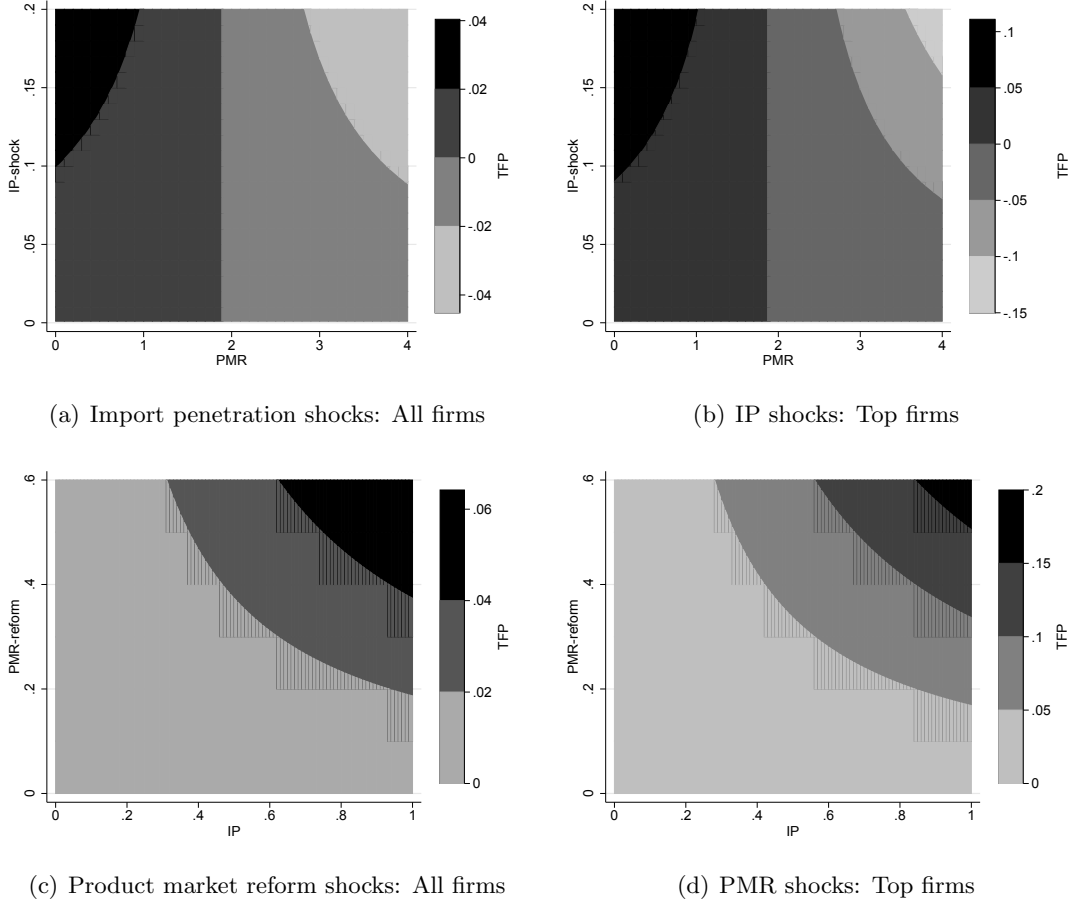 .2
.15
.1
.05
0
IP-shock
0 1 2 3 4
PMR
.04
.02
0
-.02
-.04
TFP
(a) Import penetration shocks: All firms
.2
.15
.1
.05
0
IP-shock
0 1 2 3 4
PMR
.1
.05
0
-.05
-.1
-.15
TFP
(b) IP shocks: Top firms
.6
.4
.2
0
PMR-reform
0 .2 .4 .6 .8 1
IP
.06
.04
.02
0
TFP
(c) Product market reform shocks: All firms
.6
.4
.2
0
PMR-reform
0 .2 .4 .6 .8 1
IP
.2
.15
.1
.05
0
TFP
(d) PMR shocks: Top firms